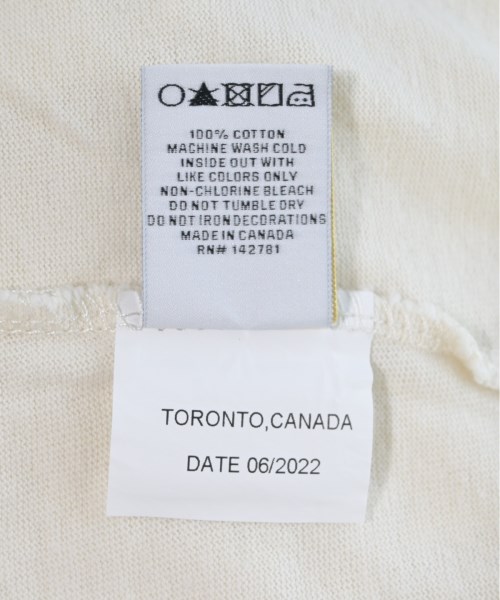 100% COTTON
MACHINE WASH COLD
INSIDE OUT WITH
LIKE COLORS ONLY
NON-CHLORINE BLEACH
DO NOT TUMBLE DRY
DO NOT IRON DECORATIONS
MADE IN CANADA
RN# 142781
TORONTO,CANADA
DATE 06/2022